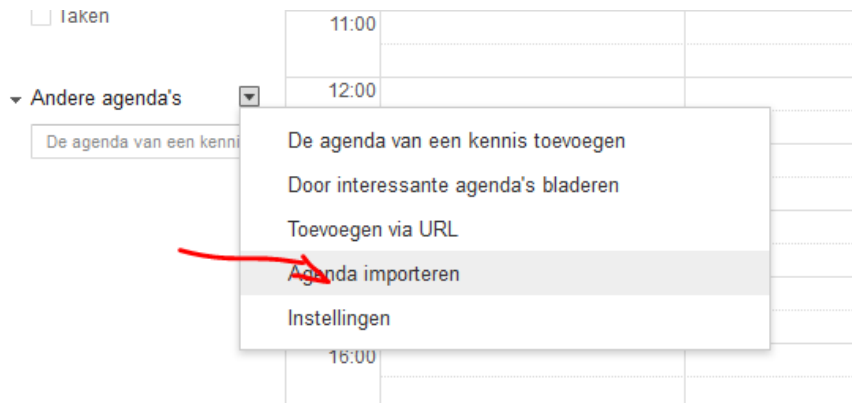 Taken
11:00
Andere agenda's
12:00
De agenda van een kenni
De agenda van een kennis toevoegen
Door interessante agenda's bladeren
Toevoegen via URL
Agenda importeren
Instellingen
16:00